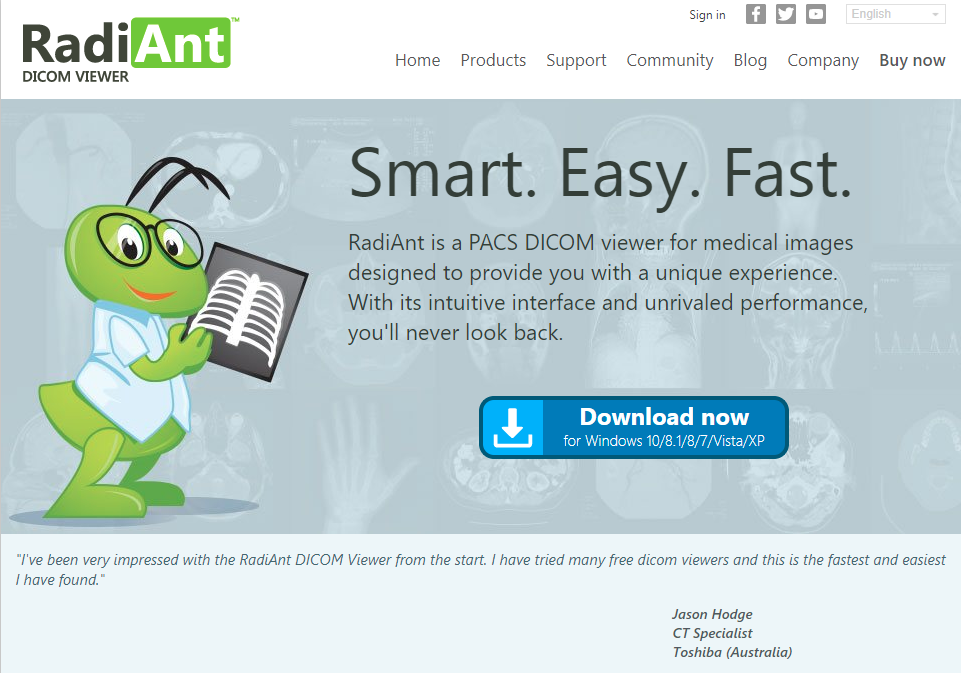 RadiAnt™
DICOM VIEWER
Sign in
English
Home Products Support Community Blog Company Buy now
Smart. Easy. Fast.
RadiAnt is a PACS DICOM viewer for medical images
designed to provide you with a unique experience.
With its intuitive interface and unrivaled performance,
you'll never look back.
Download now
for Windows 10/8.1/8/7/Vista/XP
"I've been very impressed with the RadiAnt DICOM Viewer from the start. I have tried many free dicom viewers and this is the fastest and easiest
I have found."
Jason Hodge
CT Specialist
Toshiba (Australia)